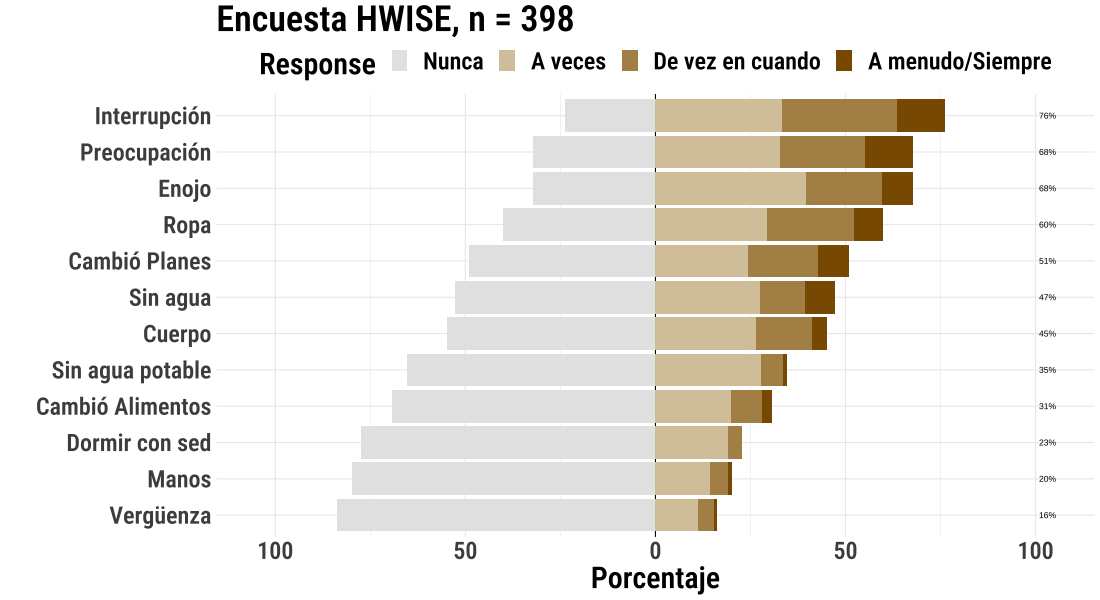 Encuesta HWISE, n = 398
Response Nunca A veces De vez en cuando A menudo/Siempre
Interrupción 76%
Preocupación 68%
Enojo 68%
Ropa 60%
Cambió Planes 51%
Sin agua 47%
Cuerpo 45%
Sin agua potable 35%
Cambió Alimentos 31%
Dormir con sed 23%
Manos 20%
Vergüenza 16%
100 50 0 50 100
Porcentaje